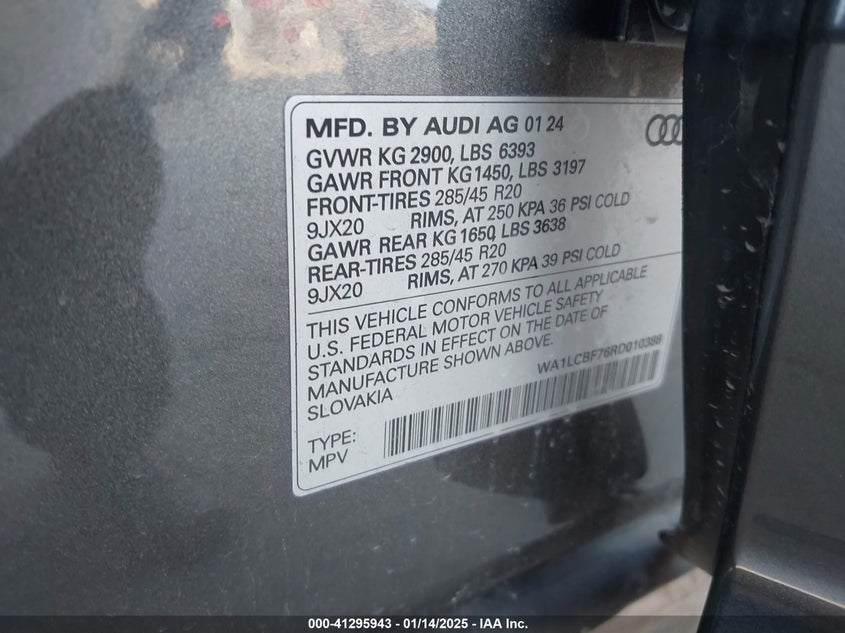 MFD. BY AUDI AG 01 24
GVWR KG 2900, LBS 6393
GAWR FRONT KG 1450, LBS 3197
FRONT-TIRES 285/45 R20
9JX20 RIMS, AT 250 KPA 36 PSI COLD
GAWR REAR KG 1650, LBS 3638
REAR-TIRES 285/45 R20
9JX20 RIMS, AT 270 KPA 39 PSI COLD
THIS VEHICLE CONFORMS TO ALL APPLICABLE
U.S. FEDERAL MOTOR VEHICLE SAFETY
STANDARDS IN EFFECT ON THE DATE OF
MANUFACTURE SHOWN ABOVE.
SLOVAKIA WA1LCBF76RD010388
TYPE:
MPV
000-41295943 - 01/14/2025 - IAA Inc.